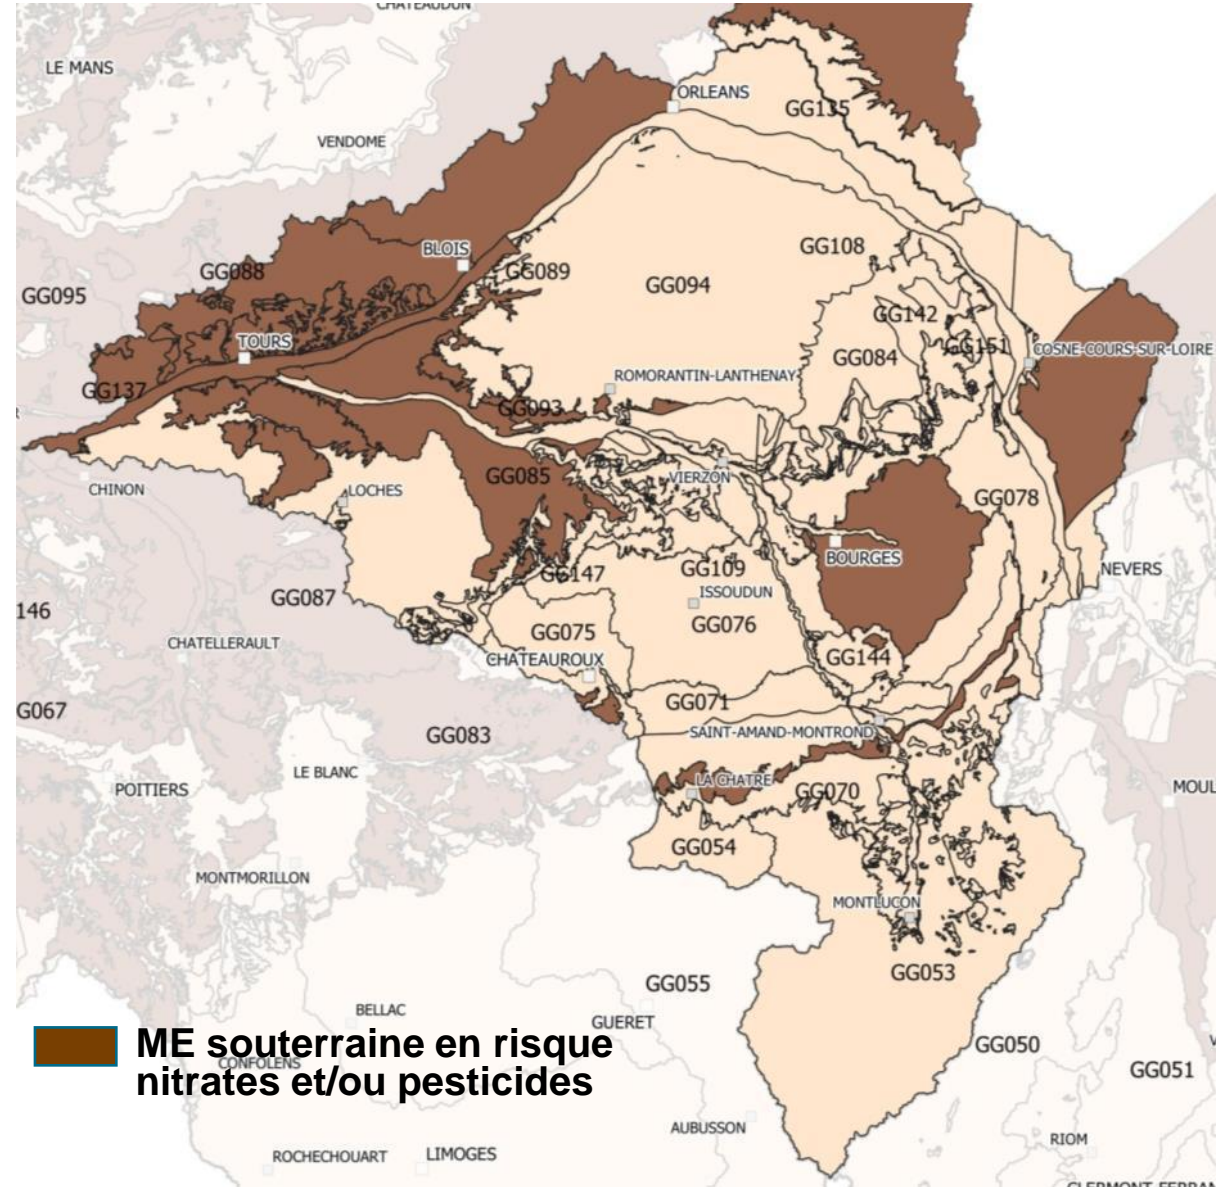 CHATEAUDUN
LE MANS
ORLEANS
GG135
VENDOME
BLOIS
GG108
GG088
GG089
GG094
GG095
GG142
TOURS
GG151
COSNE-COURS-SUR-LOIRE
GG084
ROMORANTIN-LANTHENAY
GG137
GG093
GG085
VIERZON
CHINON
LOCHES
GG078
BOURGES
GG147
GG109
NEVERS
ISSOUDUN
GG087
146
GG075
GG076
CHATELLERAULT
CHATEAUROUX
GG144
G067
GG071
GG083
SAINT-AMAND-MONTROND
LE BLANC
LA CHATRE
POITIERS
GG070
MOUL
GG054
MONTMORILLON
MONTLUCON
GG053
GG055
BELLAC
GUERET
ME souterraine en risque
nitrates et/ou pesticides
CONFOLENS
GG050
GG051
AUBUSSON
RIOM
ROCHECHOUART
LIMOGES
CLERMONT-FERRAN